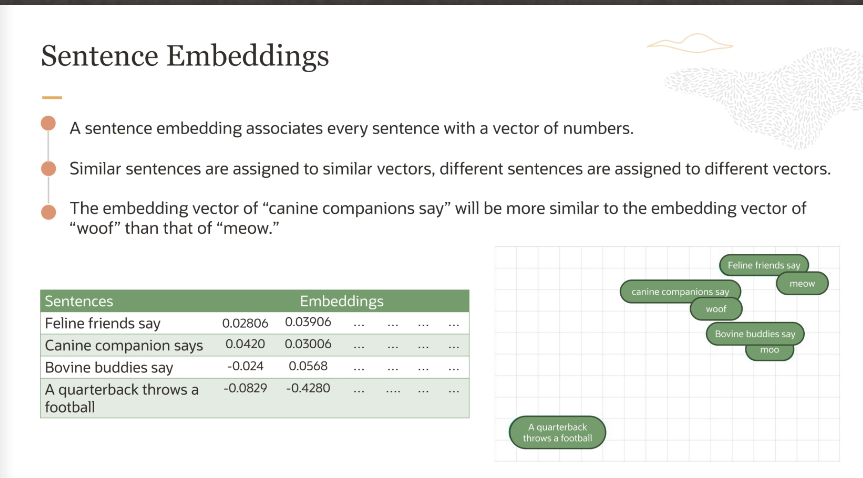 Sentence Embeddings
A sentence embedding associates every sentence with a vector of numbers.
Similar sentences are assigned to similar vectors, different sentences are assigned to different vectors.
The embedding vector of “canine companions say” will be more similar to the embedding vector of
“woof” than that of “meow.”
Sentences Embeddings
Feline friends say 0.02806 0.03906 ... ... ... ...
Canine companion says 0.0420 0.03006 ... ... ... ...
Bovine buddies say -0.024 0.0568 ... ... ... ...
A quarterback throws a -0.0829 -0.4280 ... .... ... ...
football
Feline friends say
meow
canine companions say
woof
Bovine buddies say
moo
A quarterback
throws a football